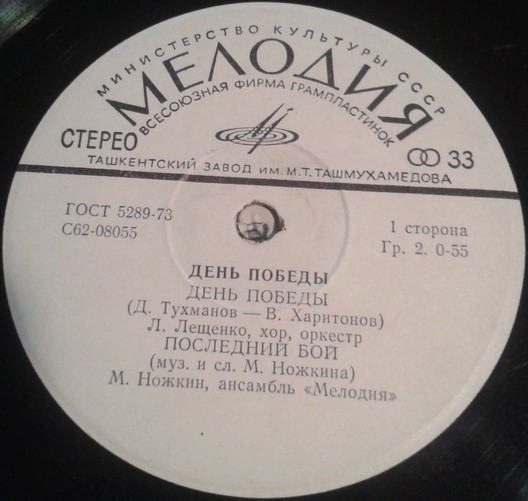 МИНИСТЕРСТВО КУЛЬТУРЫ СССР
МЕЛОДИЯ
ВСЕСОЮЗНАЯ ФИРМА ГРАМПЛАСТИНОК
СТЕРЕО
33
ТАШКЕНТСКИЙ ЗАВОД ИМ. М. Т. ТАШМУХАМЕДОВА
ГОСТ 5289-73
С62-08055
1 сторона
Гр. 2. 0-55
ДЕНЬ ПОБЕДЫ
ДЕНЬ ПОБЕДЫ
(Д. Тухманов — В. Харитонов)
Л. Лещенко, хор, оркестр
ПОСЛЕДНИЙ БОЙ
(муз. и сл. М. Ножкина)
М. Ножкин, ансамбль «Мелодия»